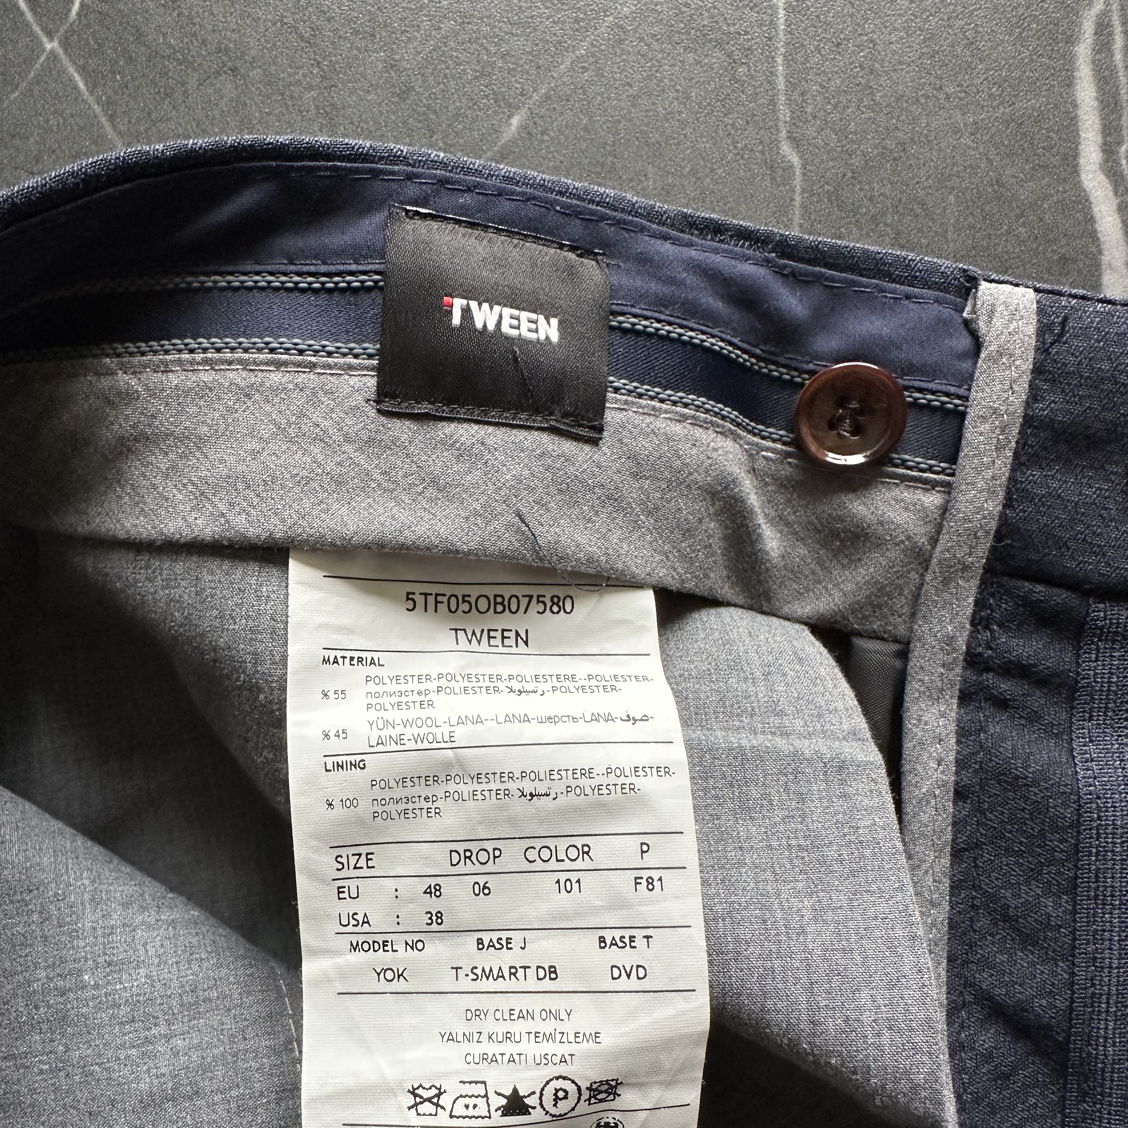 TWEEN
5TF05OB07580
TWEEN
MATERIAL
% 55 POLYESTER-POLYESTER-POLIESTERE--POLIESTER-
полиэстер-POLIESTER-رتسيلوبلا-POLYESTER-
POLYESTER
% 45 YÜN-WOOL-LANA--LANA-шерсть-LANA-صوف-
LAINE-WOLLE
LINING
% 100 POLYESTER-POLYESTER-POLIESTERE--POLIESTER-
полиэстер-POLIESTER-رتسيلوبلا-POLYESTER-
POLYESTER
SIZE DROP COLOR P
EU : 48 06 101 F81
USA : 38
MODEL NO BASE J BASE T
YOK T-SMART DB DVD
DRY CLEAN ONLY
YALNIZ KURU TEMİZLEME
CURATATI USCAT
P